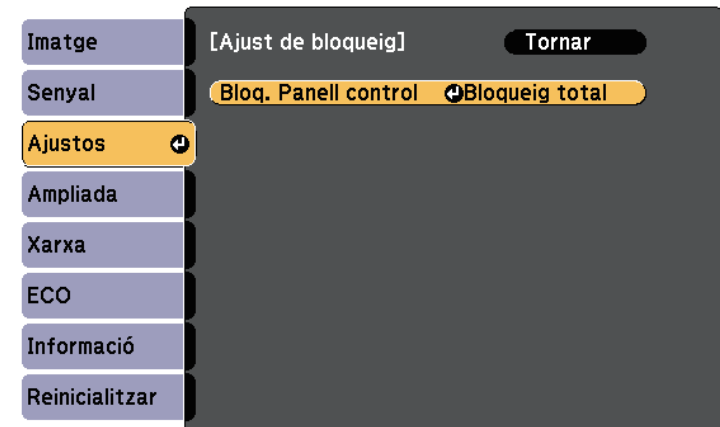 Imatge
Senyal
Ajustos
Ampliada
Xarxa
ECO
Informació
Reinicialitzar
[Ajust de bloqueig] Tornar
Bloq. Panell control Bloqueig total